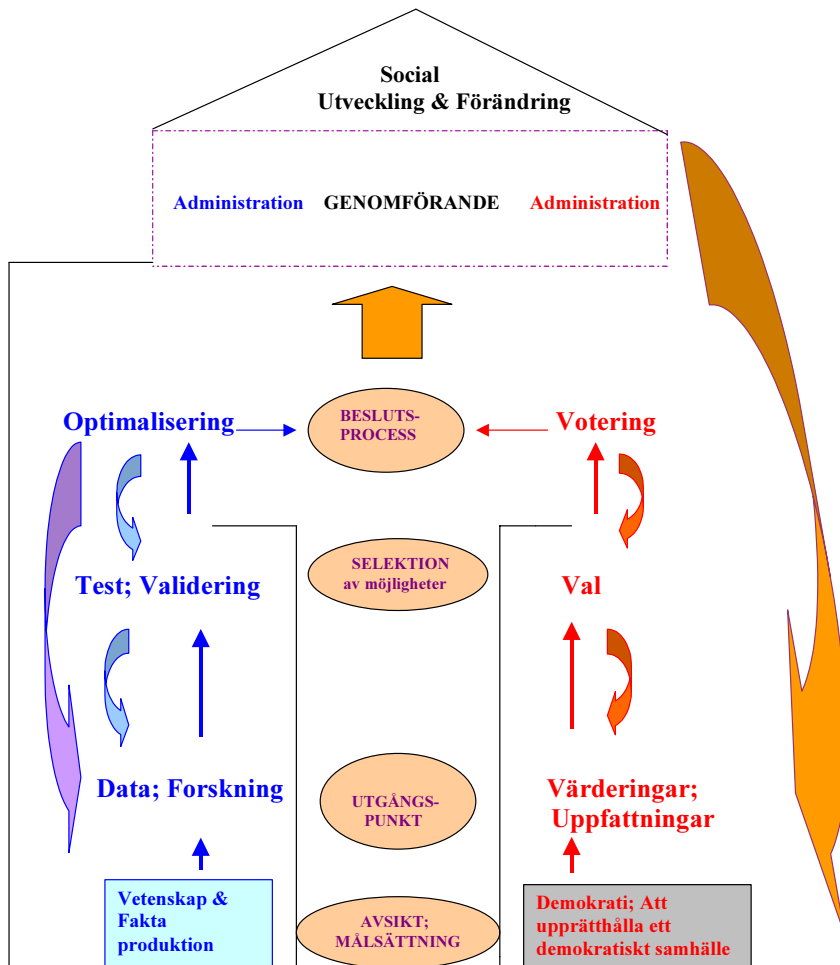 Social
Utveckling & Förändring
Administration GENOMFÖRANDE Administration
Optimalisering
BESLUTS-
PROCESS
Votering
Test; Validering
SELEKTION
av möjligheter
Val
Data; Forskning
UTGÅNGS-
PUNKT
Värderingar;
Uppfattningar
Vetenskap &
Fakta
produktion
AVSIKT;
MÅLSÄTTNING
Demokrati; Att
upprätthålla ett
demokratiskt samhälle